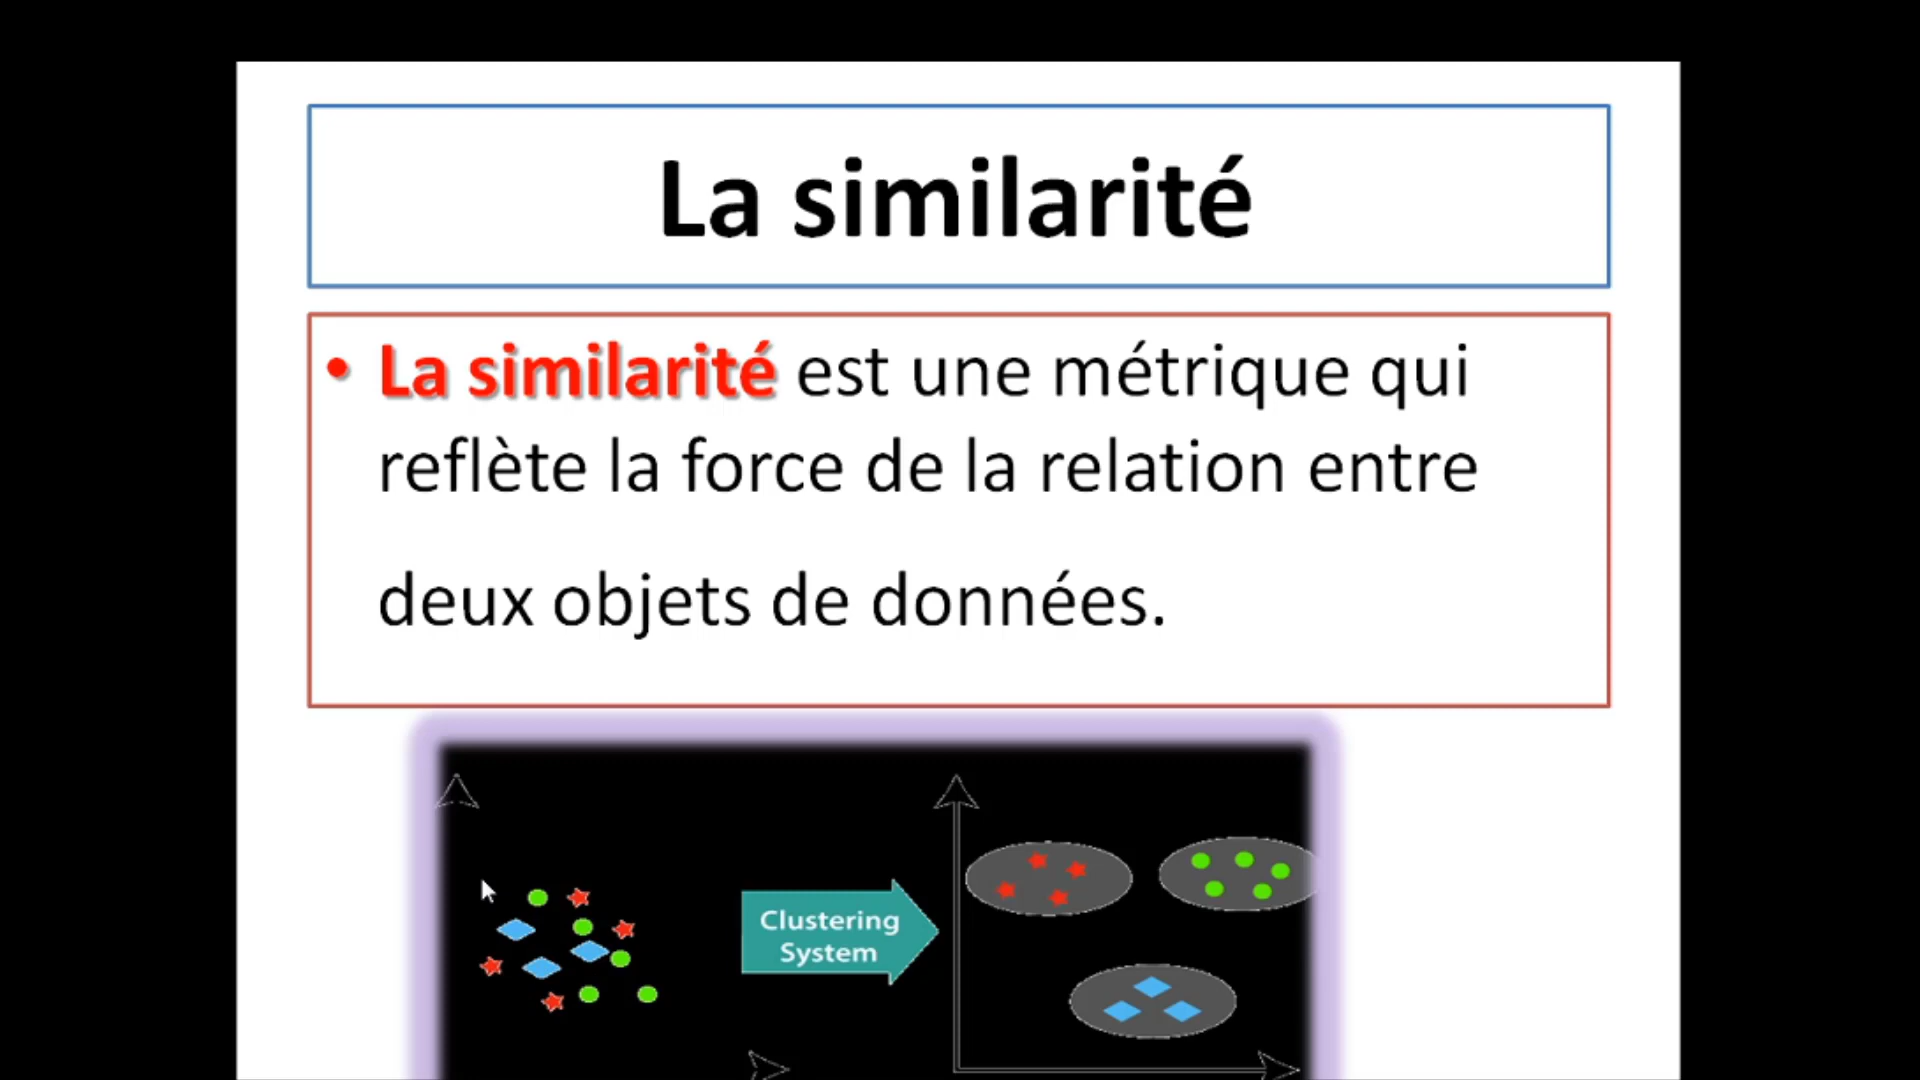 La similarité
• La similarité est une métrique qui
reflète la force de la relation entre
deux objets de données.
Clustering
System